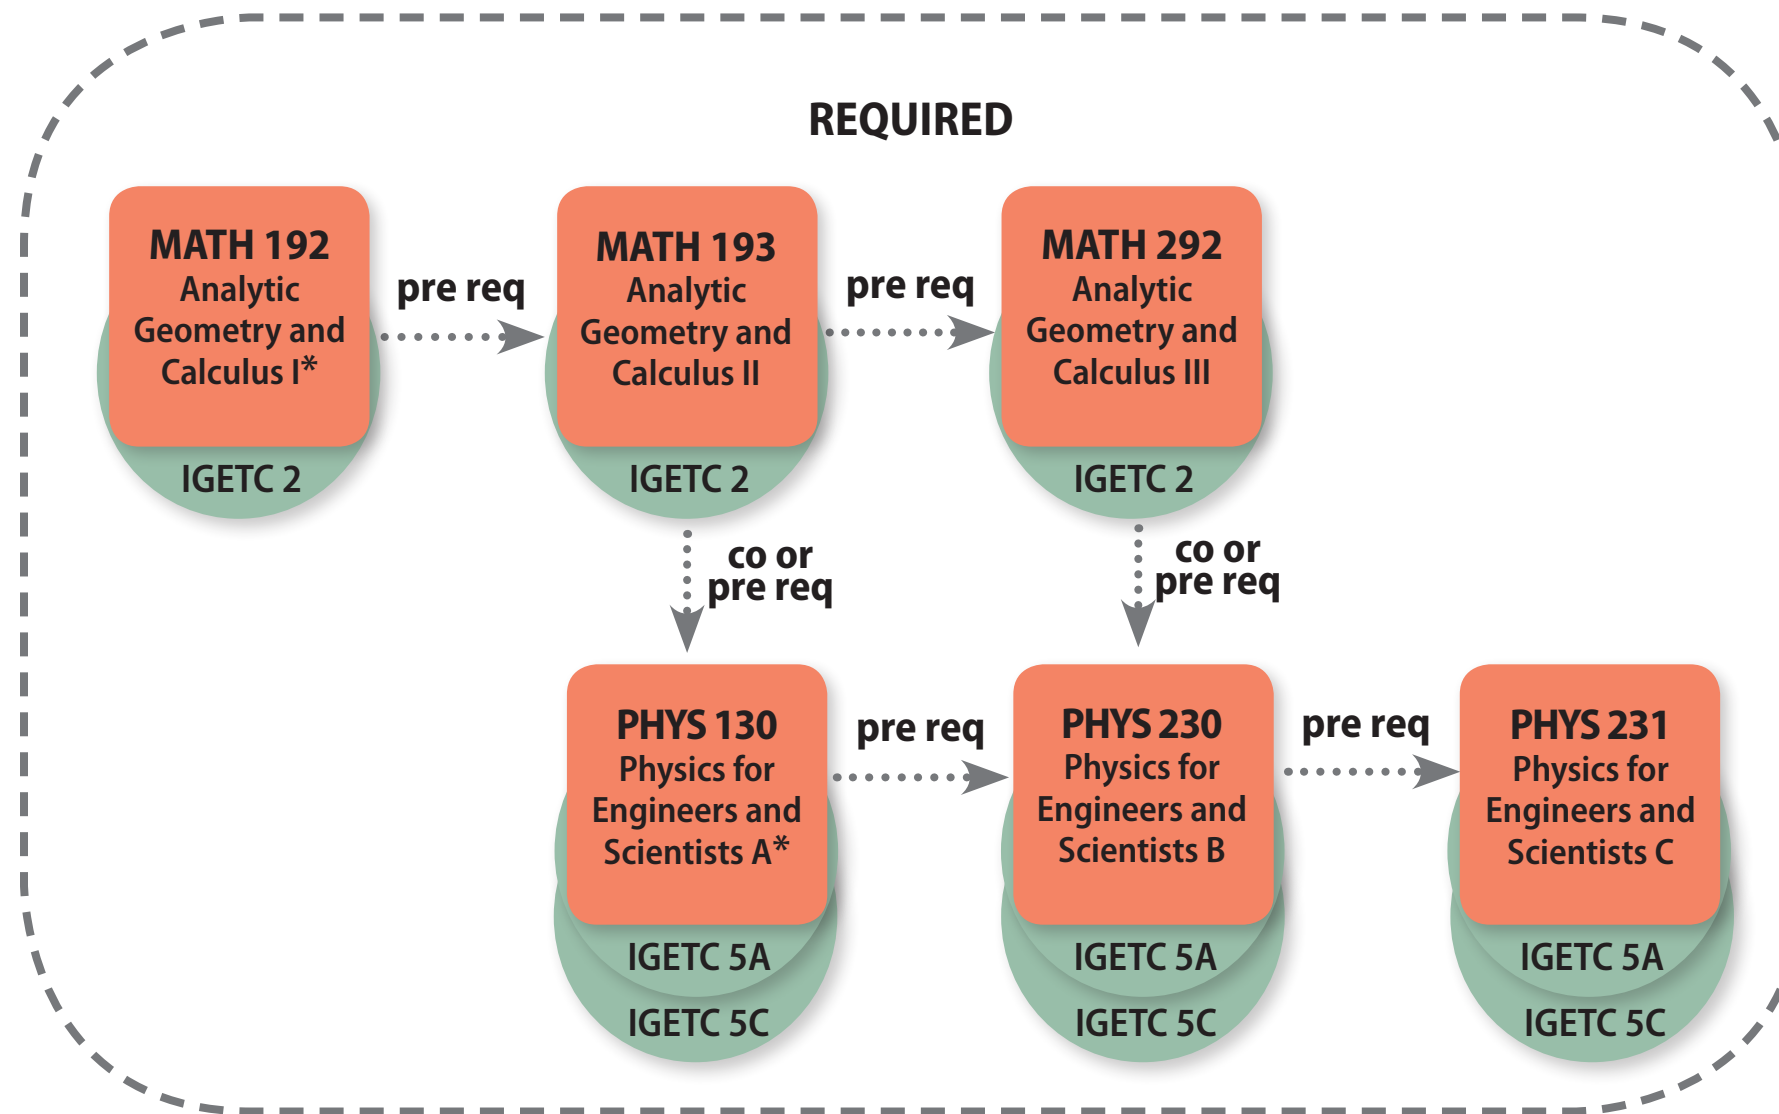 REQUIRED
MATH 192
Analytic
Geometry and
Calculus I*
IGETC 2
pre req
MATH 193
Analytic
Geometry and
Calculus II
IGETC 2
pre req
MATH 292
Analytic
Geometry and
Calculus III
IGETC 2
co or
pre req
co or
pre req
PHYS 130
Physics for
Engineers and
Scientists A*
IGETC 5A
IGETC 5C
pre req
PHYS 230
Physics for
Engineers and
Scientists B
IGETC 5A
IGETC 5C
pre req
PHYS 231
Physics for
Engineers and
Scientists C
IGETC 5A
IGETC 5C